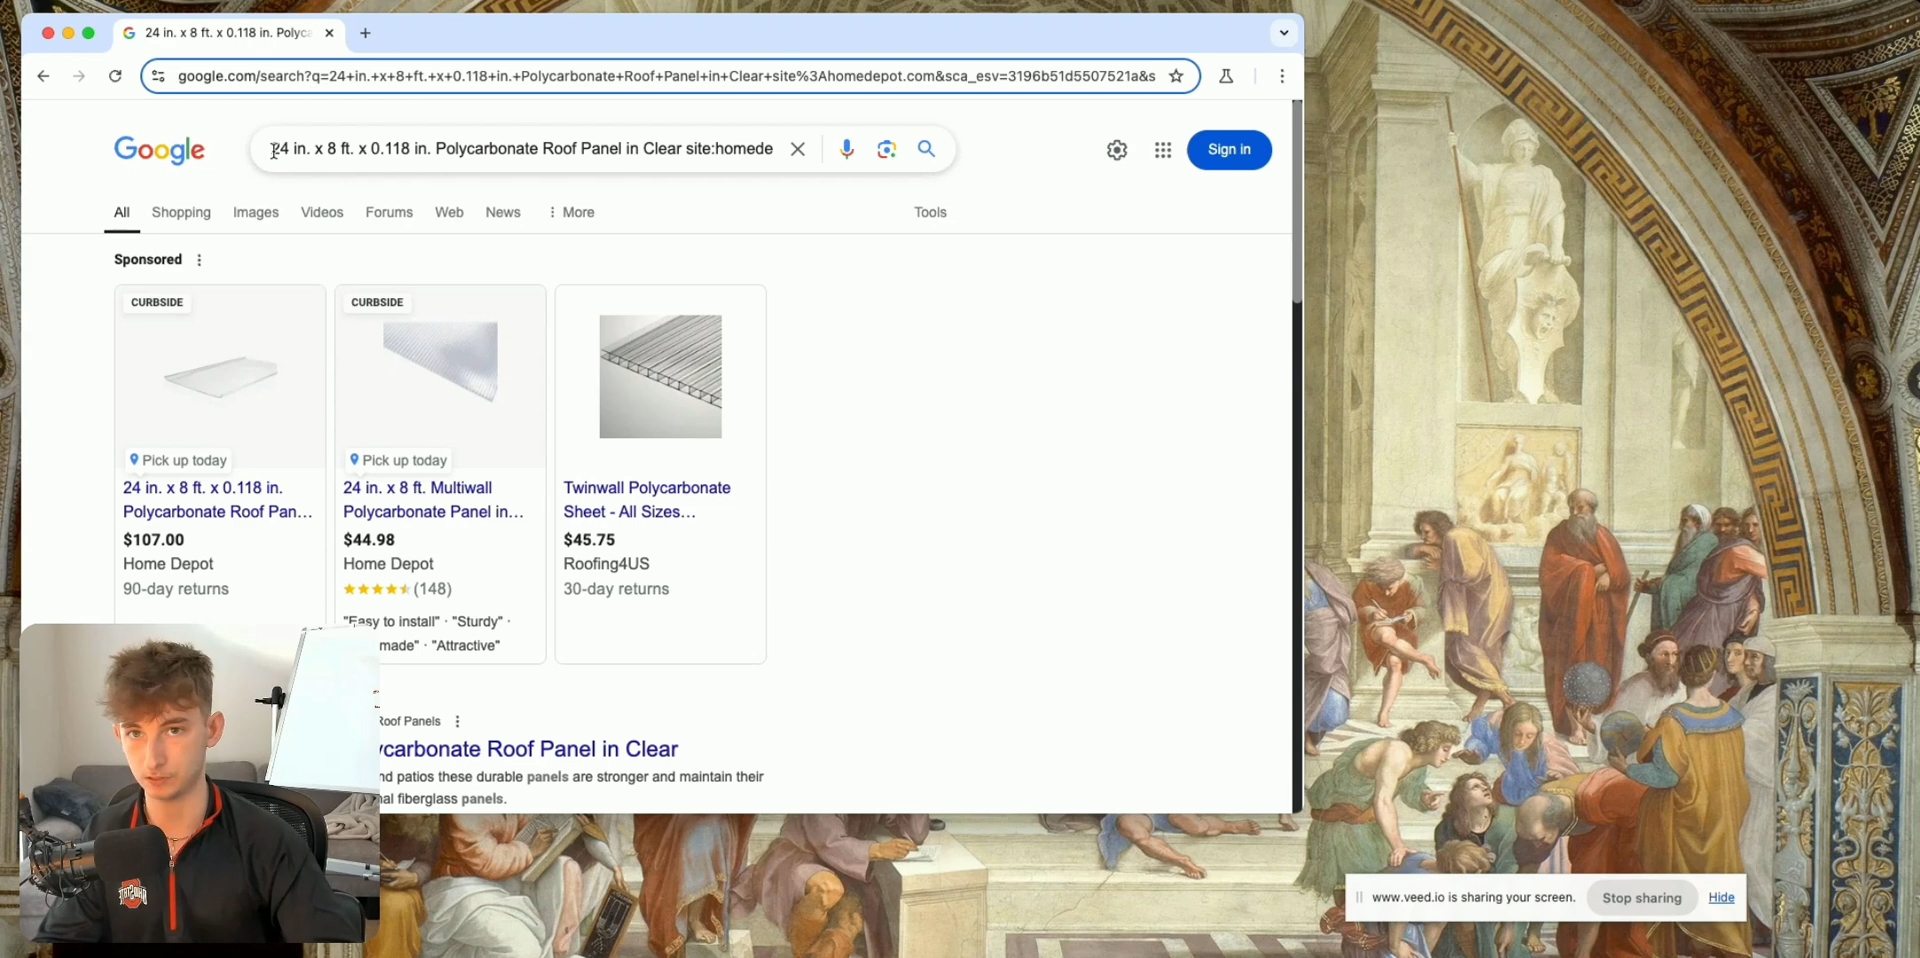 24 in. x 8 ft. x 0.118 in. Polyca
google.com/search?q=24+in.+x+8+ft.+x+0.118+in.+Polycarbonate+Roof+Panel+in+Clear+site%3Ahomedepot.com&sca_esv=3196b51d5507521a&s
Google
24 in. x 8 ft. x 0.118 in. Polycarbonate Roof Panel in Clear site:homede
Sign in
All Shopping Images Videos Forums Web News More Tools
Sponsored
CURBSIDE
Pick up today
24 in. x 8 ft. x 0.118 in.
Polycarbonate Roof Pan...
$107.00
Home Depot
90-day returns
CURBSIDE
Pick up today
24 in. x 8 ft. Multiwall
Polycarbonate Panel in...
$44.98
Home Depot
(148)
"Easy to install" · "Sturdy" ·
made" · "Attractive"
Twinwall Polycarbonate
Sheet - All Sizes...
$45.75
Roofing4US
30-day returns
Roof Panels
ycarbonate Roof Panel in Clear
nd patios these durable panels are stronger and maintain their
nal fiberglass panels.
www.veed.io is sharing your screen. Stop sharing Hide